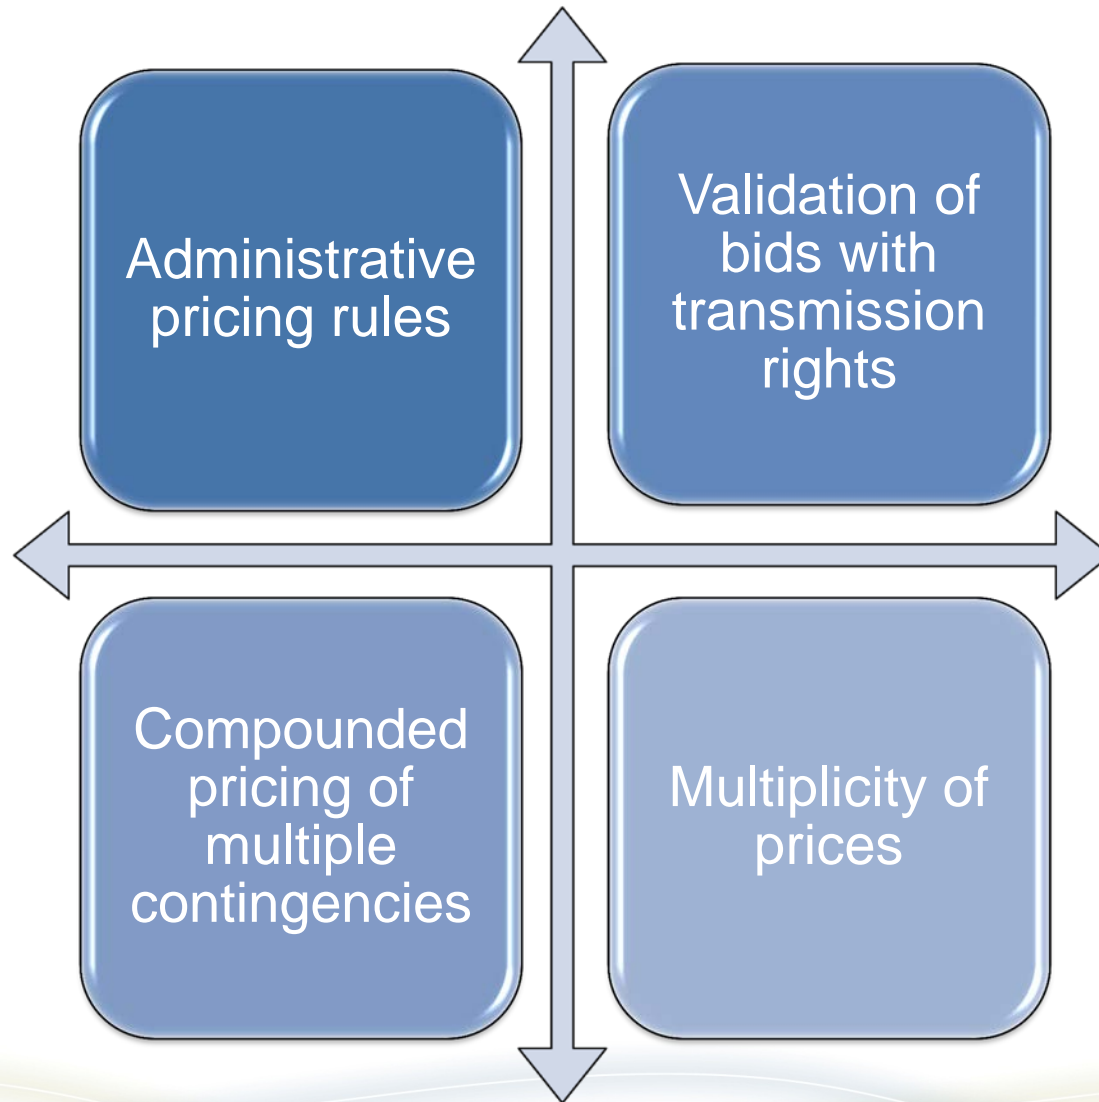 Administrative
pricing rules
Validation of
bids with
transmission
rights
Compounded
pricing of
multiple
contingencies
Multiplicity of
prices